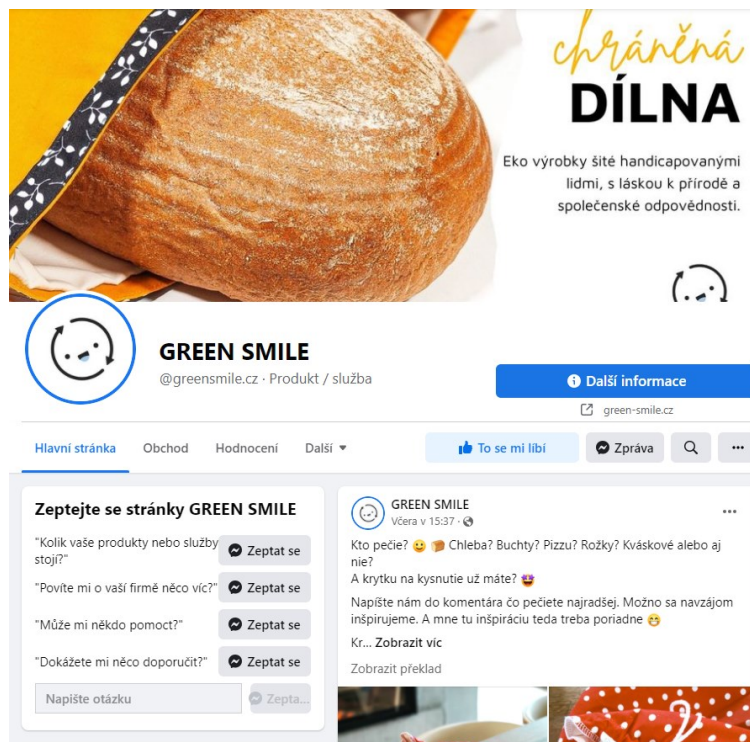 chráněná
DÍLNA
Eko výrobky šité handicapovanými
lidmi, s láskou k přírodě a
společenské odpovědnosti.
GREEN SMILE
@greensmile.cz · Produkt / služba
Další informace
green-smile.cz
Hlavní stránka Obchod Hodnocení Další
To se mi líbí Zpráva
Zeptejte se stránky GREEN SMILE
"Kolik vaše produkty nebo služby
stojí?"
Zeptat se
"Povíte mi o vaší firmě něco víc?" Zeptat se
"Může mi někdo pomoct?" Zeptat se
"Dokážete mi něco doporučit?" Zeptat se
Napište otázku Zepta...
GREEN SMILE
Včera v 15:37 ·
Kto pečie? 🙂 🍞 Chleba? Buchty? Pizzu? Rožky? Kváskové alebo aj
nie?
A krytku na kysnutie už máte? 🤩
Napíšte nám do komentára čo pečiete najradšej. Možno sa navzájom
inšpirujeme. A mne tu inšpiráciu teda treba poriadne 😁
Kr... Zobrazit víc
Zobrazit překlad